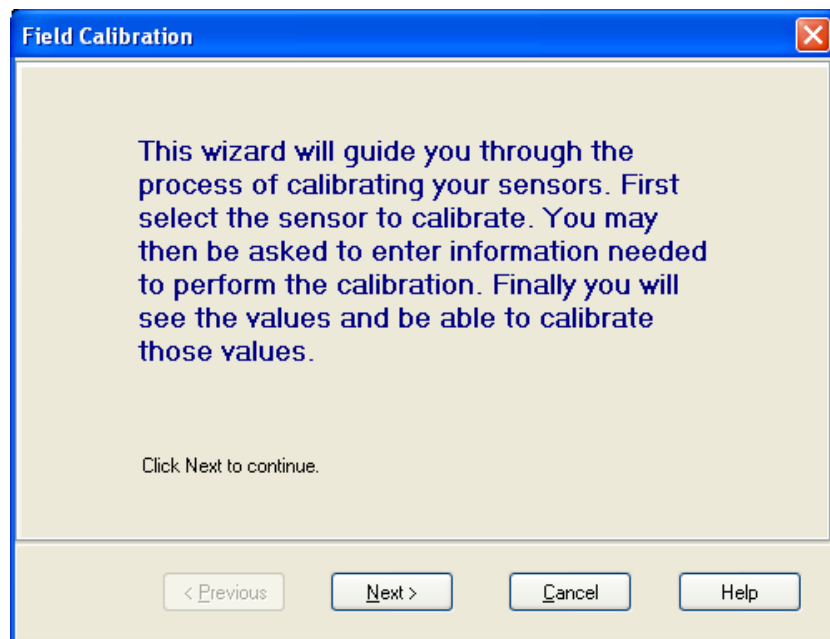 Field Calibration
This wizard will guide you through the
process of calibrating your sensors. First
select the sensor to calibrate. You may
then be asked to enter information needed
to perform the calibration. Finally you will
see the values and be able to calibrate
those values.
Click Next to continue.
< Previous
Next >
Cancel
Help